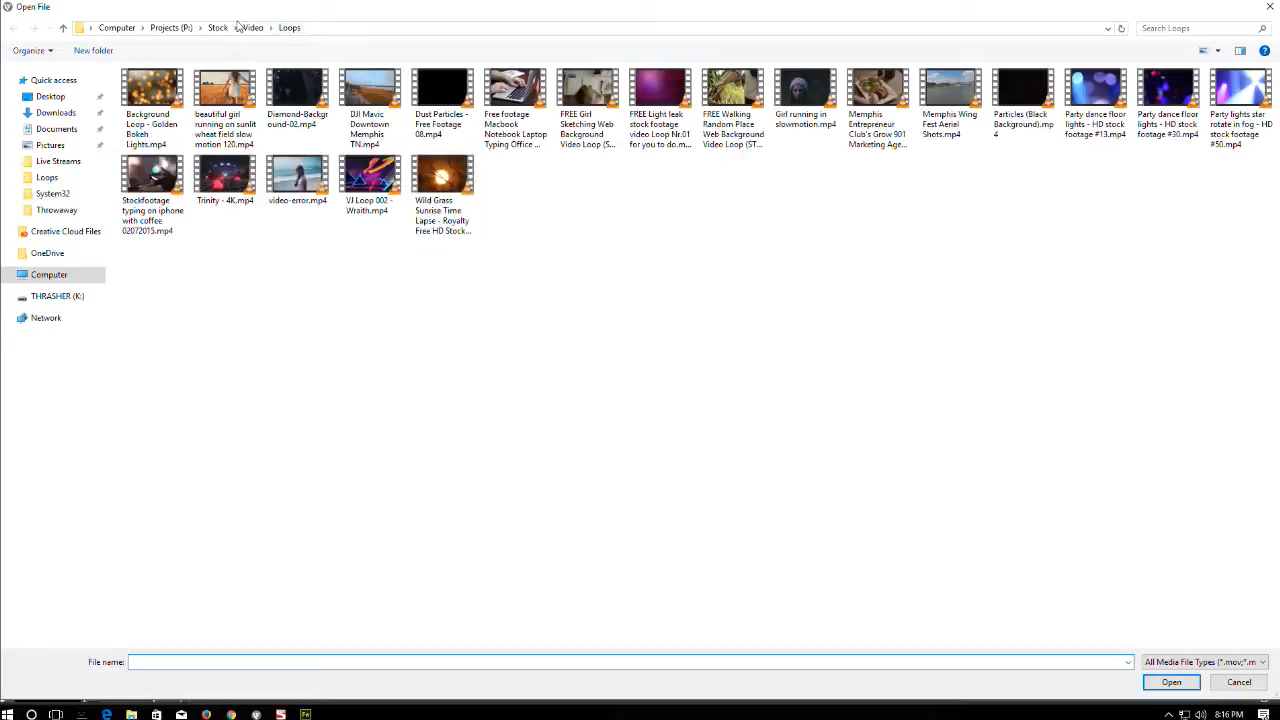 Open File
Computer > Projects (P:) > Stock > Video > Loops
Search Loops
Organize
New folder
Quick access
Desktop
Downloads
Documents
Pictures
Live Streams
Loops
System32
Throwaway
Creative Cloud Files
OneDrive
Computer
THRASHER (K:)
Network
Background
Loop - Golden
Bokeh
Lights.mp4
beautiful girl
running on sunlit
wheat field slow
motion 120.mp4
Diamond-Backgr
ound-02.mp4
DJI Mavic
Downtown
Memphis
TN.mp4
Dust Particles -
Free Footage
08.mp4
Free footage
Macbook
Notebook Laptop
Typing Office ...
FREE Girl
Sketching Web
Background
Video Loop (S...
FREE Light leak
stock footage
video Loop Nr.01
for you to do.m...
FREE Walking
Random Place
Web Background
Video Loop (ST...
Girl running in
slowmotion.mp4
Memphis
Entrepreneur
Club's Grow 901
Marketing Age...
Memphis Wing
Fest Aerial
Shots.mp4
Particles (Black
Background).mp
4
Party dance floor
lights - HD stock
footage #13.mp4
Party dance floor
lights - HD stock
footage #30.mp4
Party lights star
rotate in fog - HD
stock footage
#50.mp4
Stockfootage
typing on iphone
with coffee
02072015.mp4
Trinity - 4K.mp4
video-error.mp4
VJ Loop 002 -
Wraith.mp4
Wild Grass
Sunrise Time
Lapse - Royalty
Free HD Stock...
File name:
All Media File Types (*.mov;*.m
Open
Cancel
8:16 PM